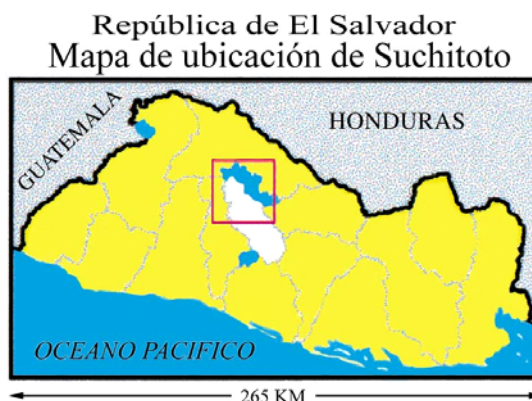 República de El Salvador
Mapa de ubicación de Suchitoto
GUATEMALA
HONDURAS
OCEANO PACIFICO
265 KM